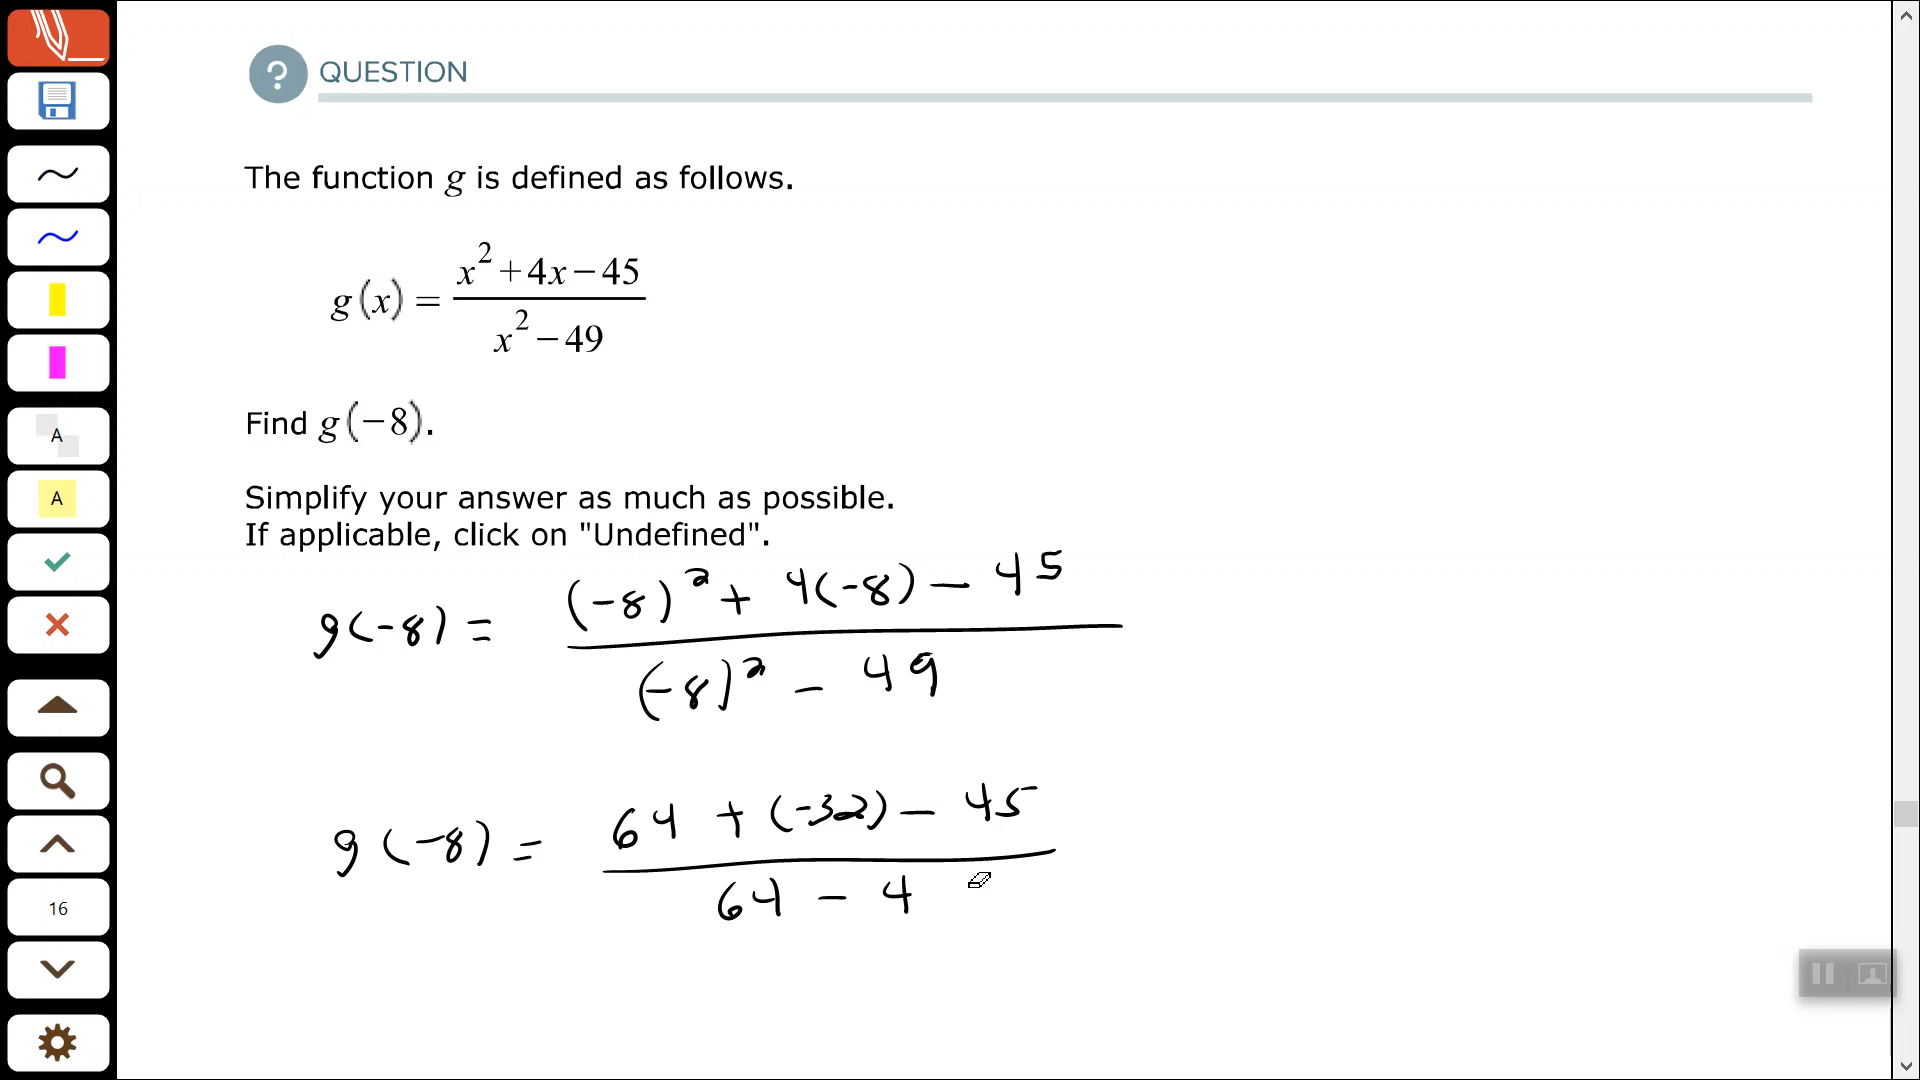 A
A
16
? QUESTION
The function g is defined as follows.
g(x) = (x²+4x−45)/(x²−49)
Find g(−8).
Simplify your answer as much as possible.
If applicable, click on "Undefined".
g(-8) = ((-8)² + 4(-8) - 45)/((-8)² - 49)
g(-8) = (64 + (-32) - 45)/(64 - 4